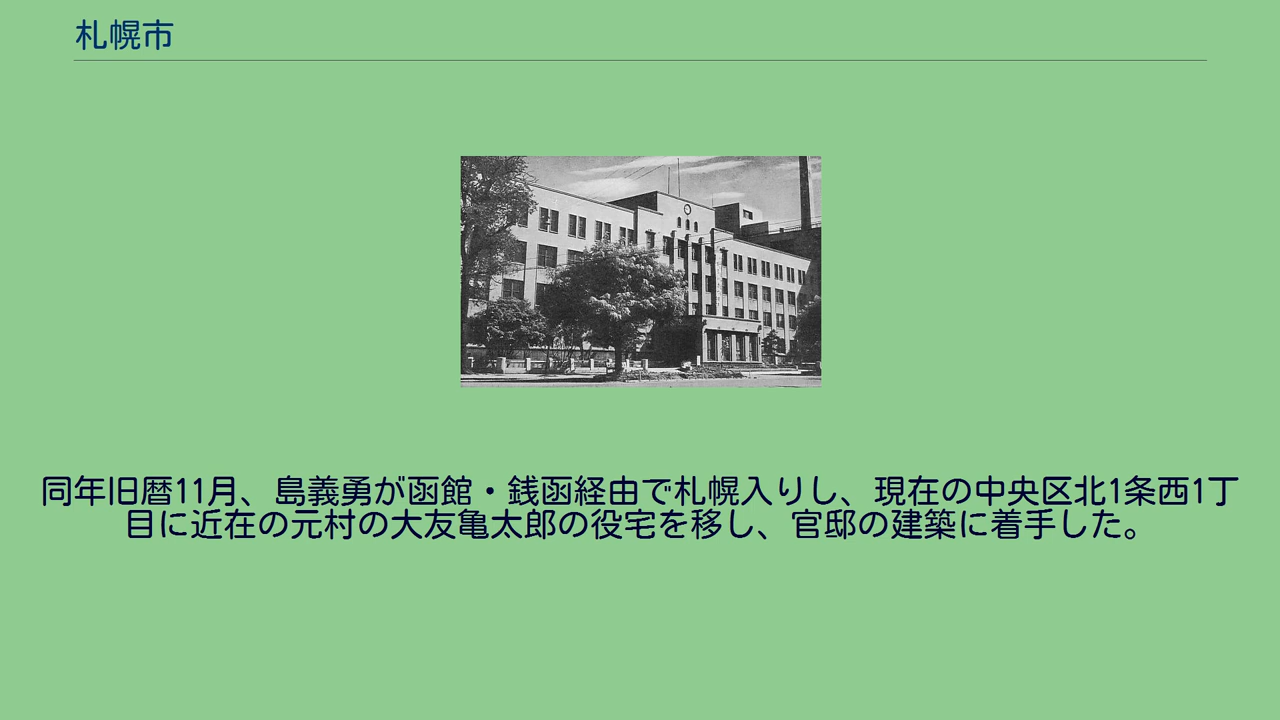 札幌市
同年旧暦11月、島義勇が函館・銭函経由で札幌入りし、現在の中央区北1条西1丁
目に近在の元村の大友亀太郎の役宅を移し、官邸の建築に着手した。